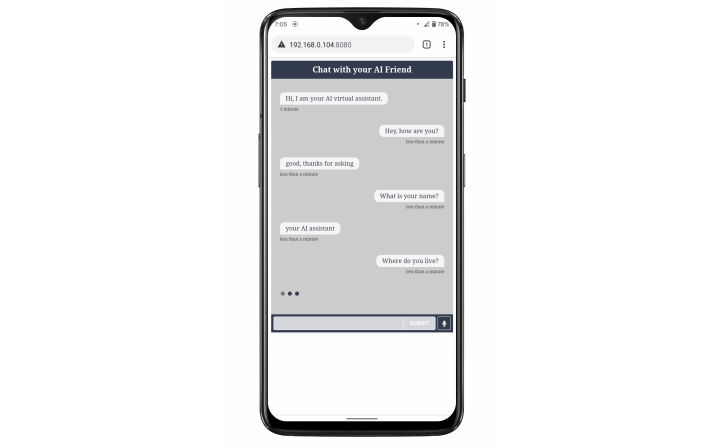 7:05
78%
192.168.0.104:8080
1
Chat with your AI Friend
Hi, I am your AI virtual assistant.
1 minute
Hey, how are you?
less than a minute
good, thanks for asking
less than a minute
What is your name?
less than a minute
your AI assistant
less than a minute
Where do you live?
less than a minute
SUBMIT